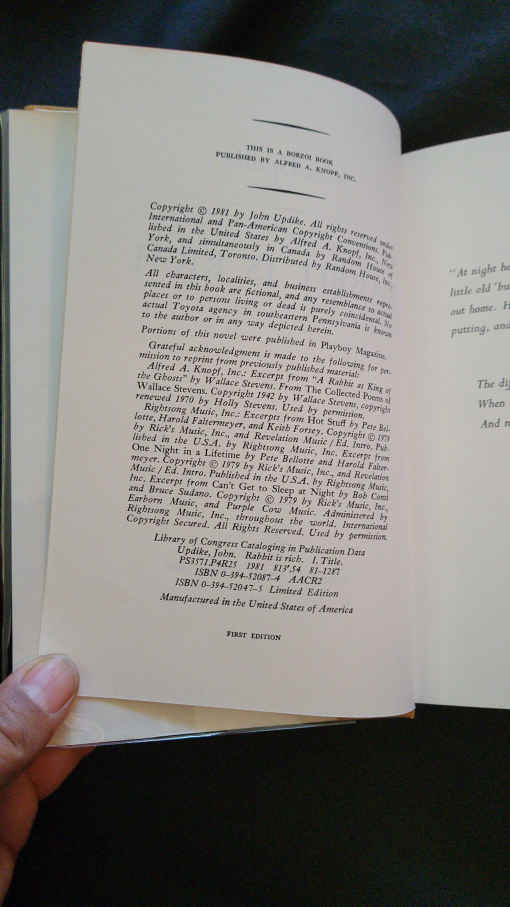 THIS IS A BORZOI BOOK
PUBLISHED BY ALFRED A. KNOPF, INC.
Copyright © 1981 by John Updike. All rights reserved under
International and Pan-American Copyright Conventions. Pub-
lished in the United States by Alfred A. Knopf, Inc., New
York, and simultaneously in Canada by Random House of
Canada Limited, Toronto. Distributed by Random House, Inc.,
New York.
All characters, localities, and business establishments repre-
sented in this book are fictional, and any resemblance to actual
places or to persons living or dead is purely coincidental. No
actual Toyota agency in southeastern Pennsylvania is known
to the author or in any way depicted herein.
Portions of this novel were published in Playboy Magazine.
Grateful acknowledgment is made to the following for per-
mission to reprint from previously published material:
Alfred A. Knopf, Inc.: Excerpts from "A Rabbit as King of
the Ghosts" by Wallace Stevens. From The Collected Poems of
Wallace Stevens. Copyright 1942 by Wallace Stevens, copyright
renewed 1970 by Holly Stevens. Used by permission.
Rightsong Music, Inc.: Excerpts from Hot Stuff by Pete Bel-
lotte, Harold Faltermeyer, and Keith Forsey. Copyright © 1979
by Rick's Music, Inc., and Revelation Music / Ed. Intro. Pub-
lished in the U.S.A. by Rightsong Music, Inc. Excerpt from
One Night in a Lifetime by Pete Bellotte and Harold Falter-
meyer. Copyright © 1979 by Rick's Music, Inc., and Revelation
Music / Ed. Intro. Published in the U.S.A. by Rightsong Music,
Inc. Excerpt from Can't Get to Sleep at Night by Bob Conti
and Bruce Sudano. Copyright © 1979 by Rick's Music, Inc.,
Earborn Music, and Purple Cow Music. Administered by
Rightsong Music, Inc., throughout the world. International
Copyright Secured. All Rights Reserved. Used by permission.
Library of Congress Cataloging in Publication Data
Updike, John. Rabbit is rich. I. Title.
PS3571.P4R25 1981 813'.54 81-1287
ISBN 0-394-52087-4 AACR2
ISBN 0-394-52047-5 Limited Edition
Manufactured in the United States of America
FIRST EDITION
"At night he
little old
out home. H
putting, and
The
When
And